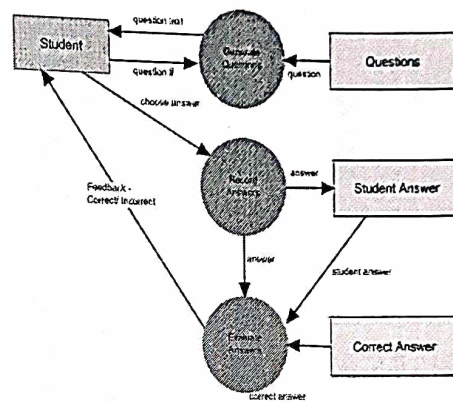 question text
Student
Generate
Questions
question #
question
Questions
choose answer
Record
Answers
answer
Student Answer
Feedback -
Correct/ Incorrect
answer
student answer
Evaluate
Answers
Correct Answer
correct answer